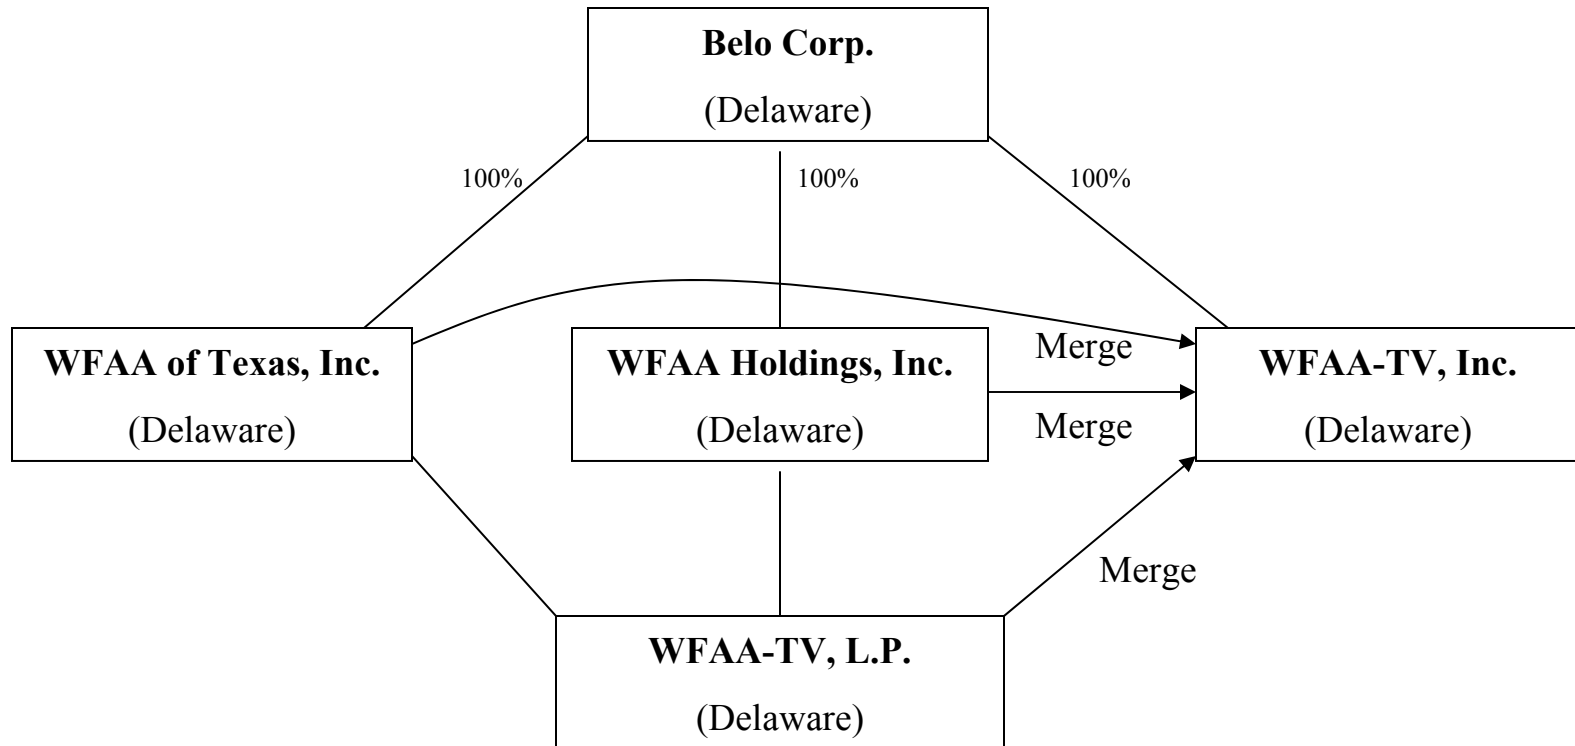 Belo Corp.
(Delaware)
100%
100%
100%
WFAA of Texas, Inc.
(Delaware)
WFAA Holdings, Inc.
(Delaware)
Merge
Merge
WFAA-TV, Inc.
(Delaware)
Merge
WFAA-TV, L.P.
(Delaware)